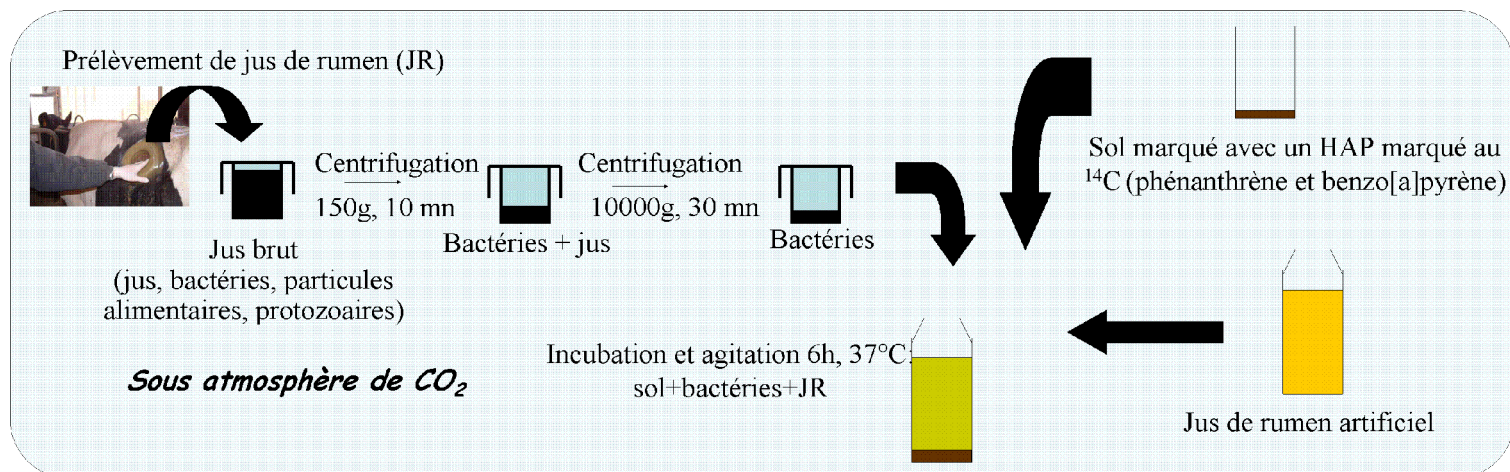 Prélèvement de jus de rumen (JR)
Centrifugation
150g, 10 mn
Centrifugation
10000g, 30 mn
Jus brut
(jus, bactéries, particules
alimentaires, protozoaires)
Bactéries + jus
Bactéries
Sol marqué avec un HAP marqué au
¹⁴C (phénanthrène et benzo[a]pyrène)
Sous atmosphère de CO₂
Incubation et agitation 6h, 37°C:
sol+bactéries+JR
Jus de rumen artificiel